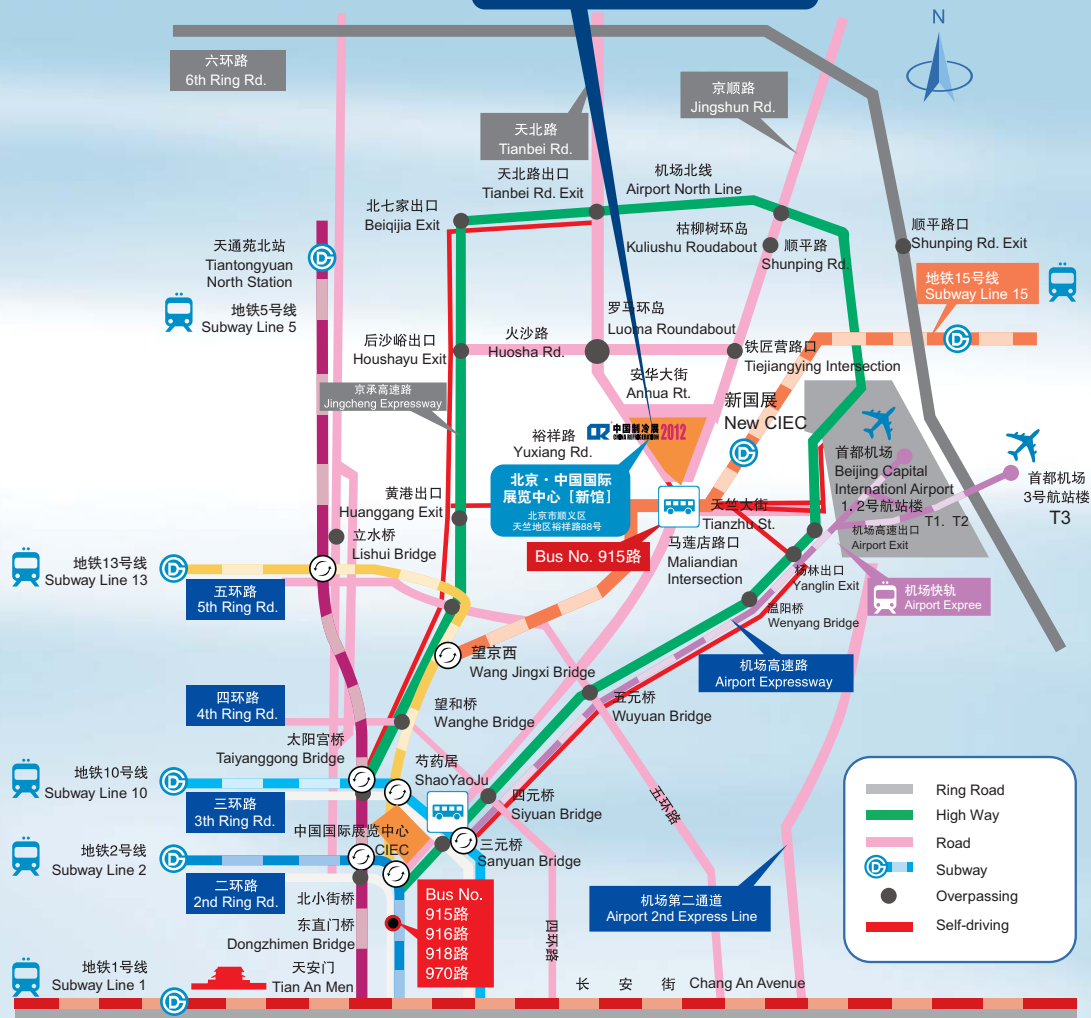 N
六环路
6th Ring Rd.
京顺路
Jingshun Rd.
天北路
Tianbei Rd.
天北路出口
Tianbei Rd. Exit
机场北线
Airport North Line
北七家出口
Beiqijia Exit
枯柳树环岛
Kuliushu Roudabout
顺平路
Shunping Rd.
顺平路口
Shunping Rd. Exit
天通苑北站
Tiantongyuan
North Station
地铁5号线
Subway Line 5
地铁15号线
Subway Line 15
罗马环岛
Luoma Roundabout
后沙峪出口
Houshayu Exit
火沙路
Huosha Rd.
铁匠营路口
Tiejiangying Intersection
京承高速路
Jingcheng Expressway
安华大街
Anhua Rt.
新国展
New CIEC
中国制冷展
CHINA REFRIGERATION
2012
裕祥路
Yuxiang Rd.
北京·中国国际
展览中心［新馆］
北京市顺义区
天竺地区裕祥路88号
首都机场
Beijing Capital
Internationl Airport
1. 2号航站楼
T1. T2
首都机场
3号航站楼
T3
黄港出口
Huanggang Exit
天竺大街
Tianzhu St.
机场高速出口
Airport Exit
立水桥
Lishui Bridge
Bus No. 915路
马莲店路口
Maliandian
Intersection
杨林出口
Yanglin Exit
地铁13号线
Subway Line 13
五环路
5th Ring Rd.
机场快轨
Airport Expree
温阳桥
Wenyang Bridge
望京西
Wang Jingxi Bridge
机场高速路
Airport Expressway
四环路
4th Ring Rd.
望和桥
Wanghe Bridge
五元桥
Wuyuan Bridge
太阳宫桥
Taiyanggong Bridge
芍药居
ShaoYaoJu
地铁10号线
Subway Line 10
三环路
3th Ring Rd.
四元桥
Siyuan Bridge
五环路
中国国际展览中心
CIEC
三元桥
Sanyuan Bridge
地铁2号线
Subway Line 2
二环路
2nd Ring Rd.
北小街桥
东直门桥
Dongzhimen Bridge
Bus No.
915路
916路
918路
970路
四环路
机场第二通道
Airport 2nd Express Line
地铁1号线
Subway Line 1
天安门
Tian An Men
长 安 街 Chang An Avenue
Ring Road
High Way
Road
Subway
Overpassing
Self-driving